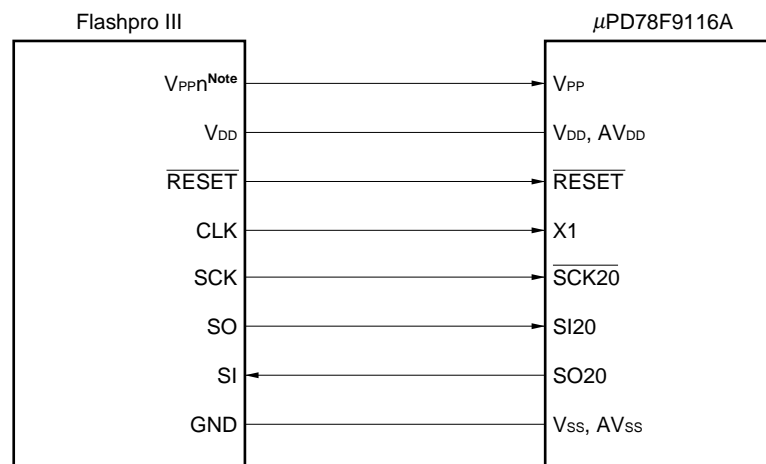 Flashpro III μPD78F9116A
VPPnNote VPP
VDD VDD, AVDD
RESET RESET
CLK X1
SCK SCK20
SO SI20
SI SO20
GND VSS, AVSS